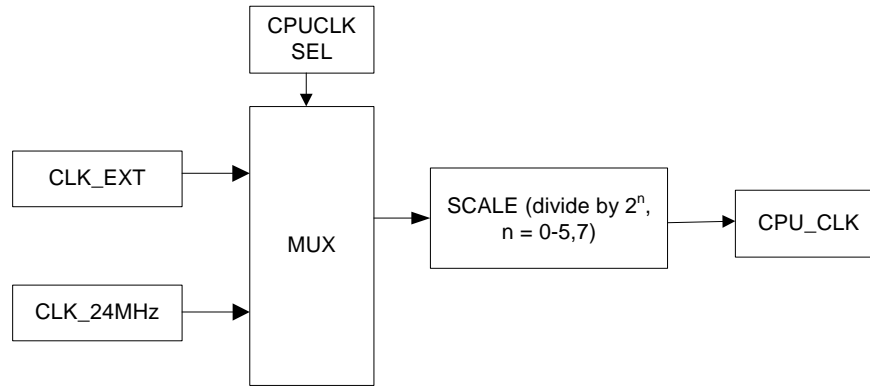 CPUCLK
SEL
CLK_EXT
MUX
SCALE (divide by 2ⁿ,
n = 0-5,7)
CPU_CLK
CLK_24MHz